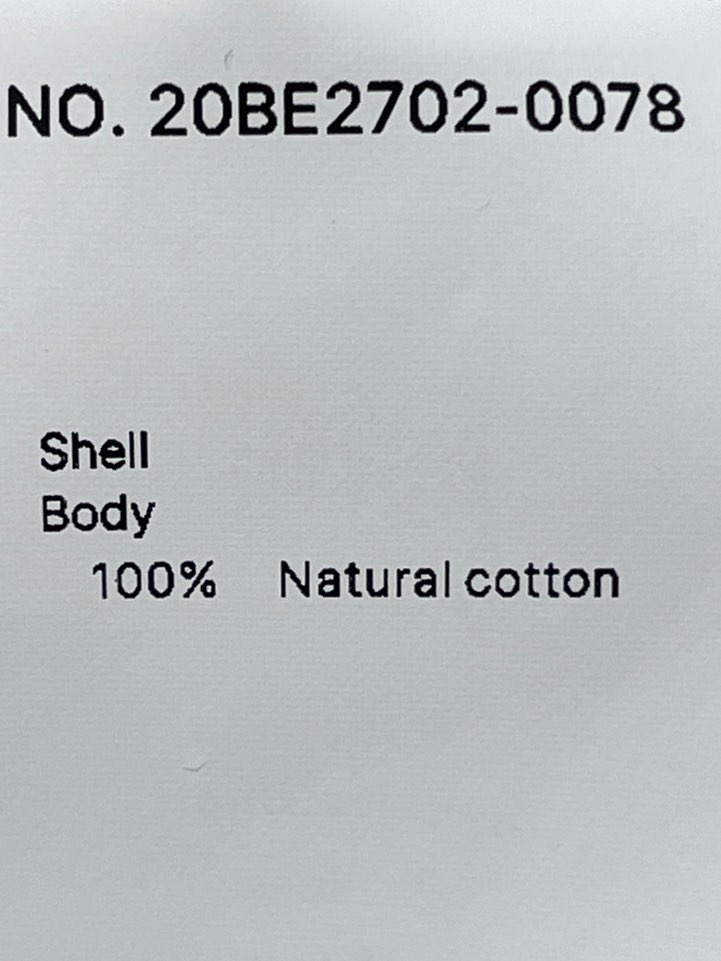 NO. 20BE2702-0078
Shell
Body
100% Natural cotton